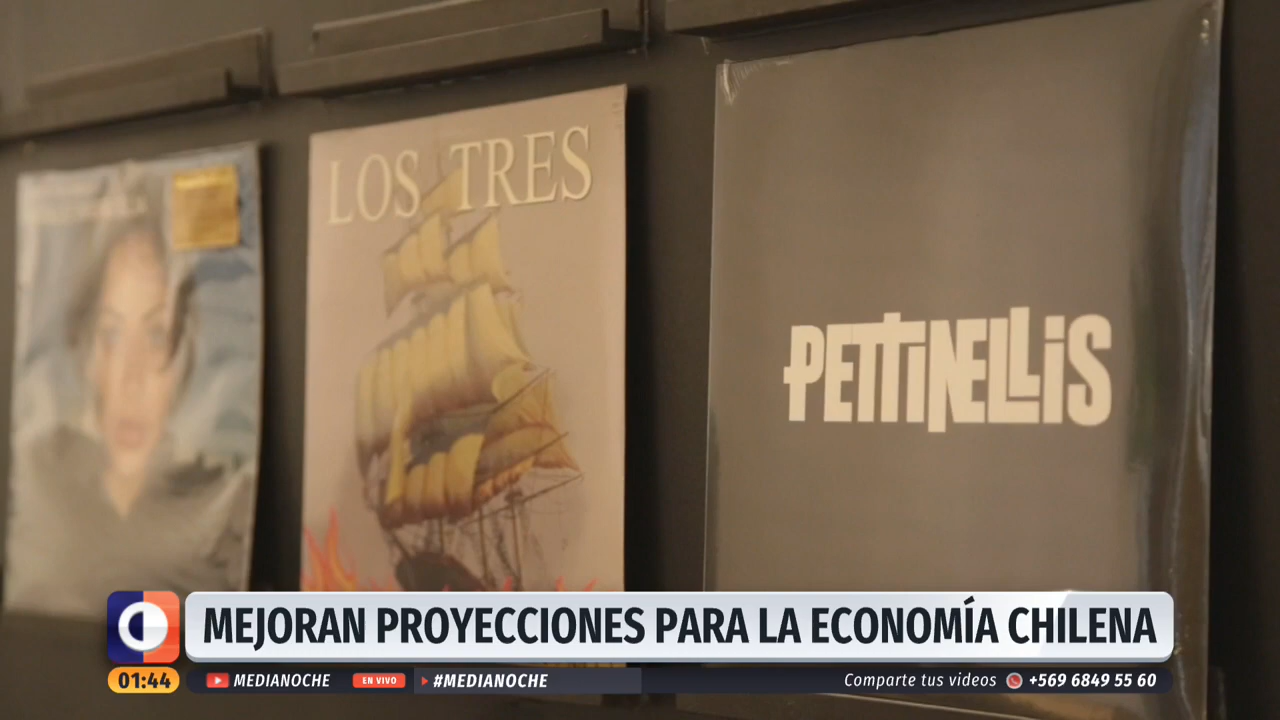 LOS TRES
PETTINELLIS
MEJORAN PROYECCIONES PARA LA ECONOMÍA CHILENA
01:44
MEDIANOCHE
EN VIVO
#MEDIANOCHE
Comparte tus videos
+569 6849 55 60